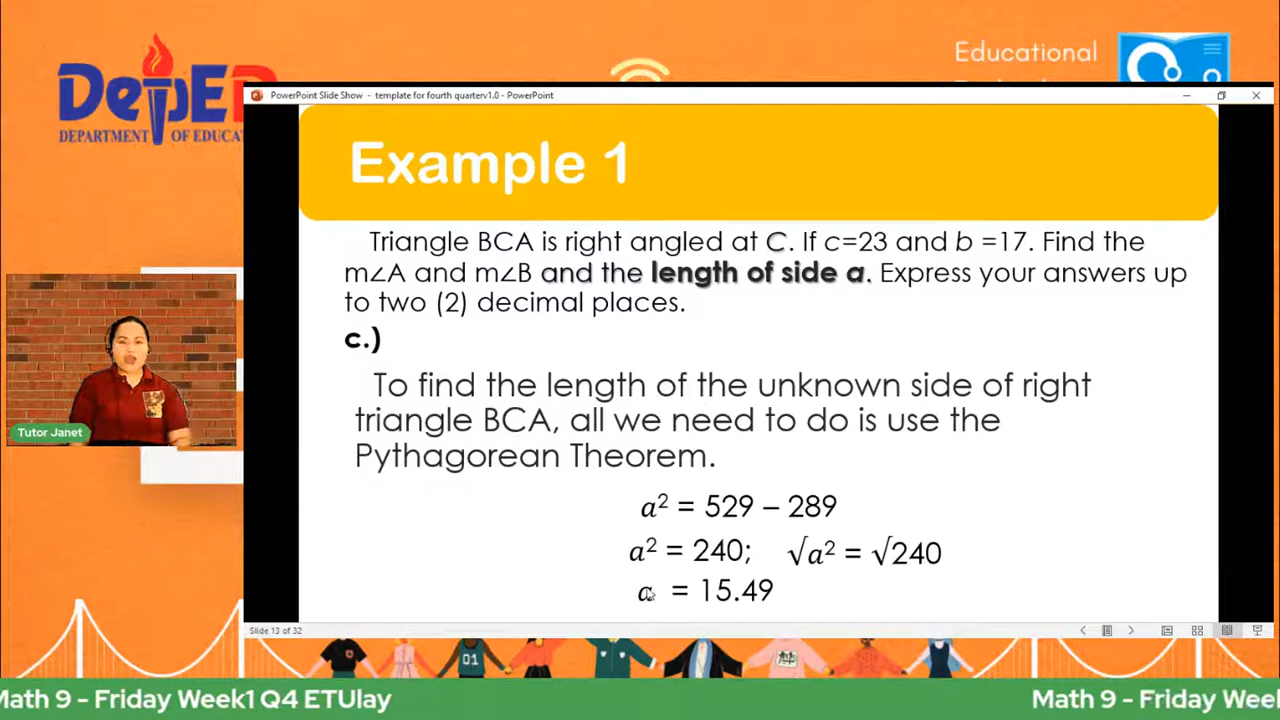 DepED
DEPARTMENT OF EDUCAT
Educational
PowerPoint Slide Show - template for fourth quarterv1.0 - PowerPoint
Example 1
Triangle BCA is right angled at C. If c=23 and b =17. Find the
m∠A and m∠B and the length of side a. Express your answers up
to two (2) decimal places.
c.)
To find the length of the unknown side of right
triangle BCA, all we need to do is use the
Pythagorean Theorem.
a² = 529 – 289
a² = 240; √a² = √240
a = 15.49
Tutor Janet
Slide 13 of 32
01
Math 9 - Friday Week1 Q4 ETUlay
Math 9 - Friday Week